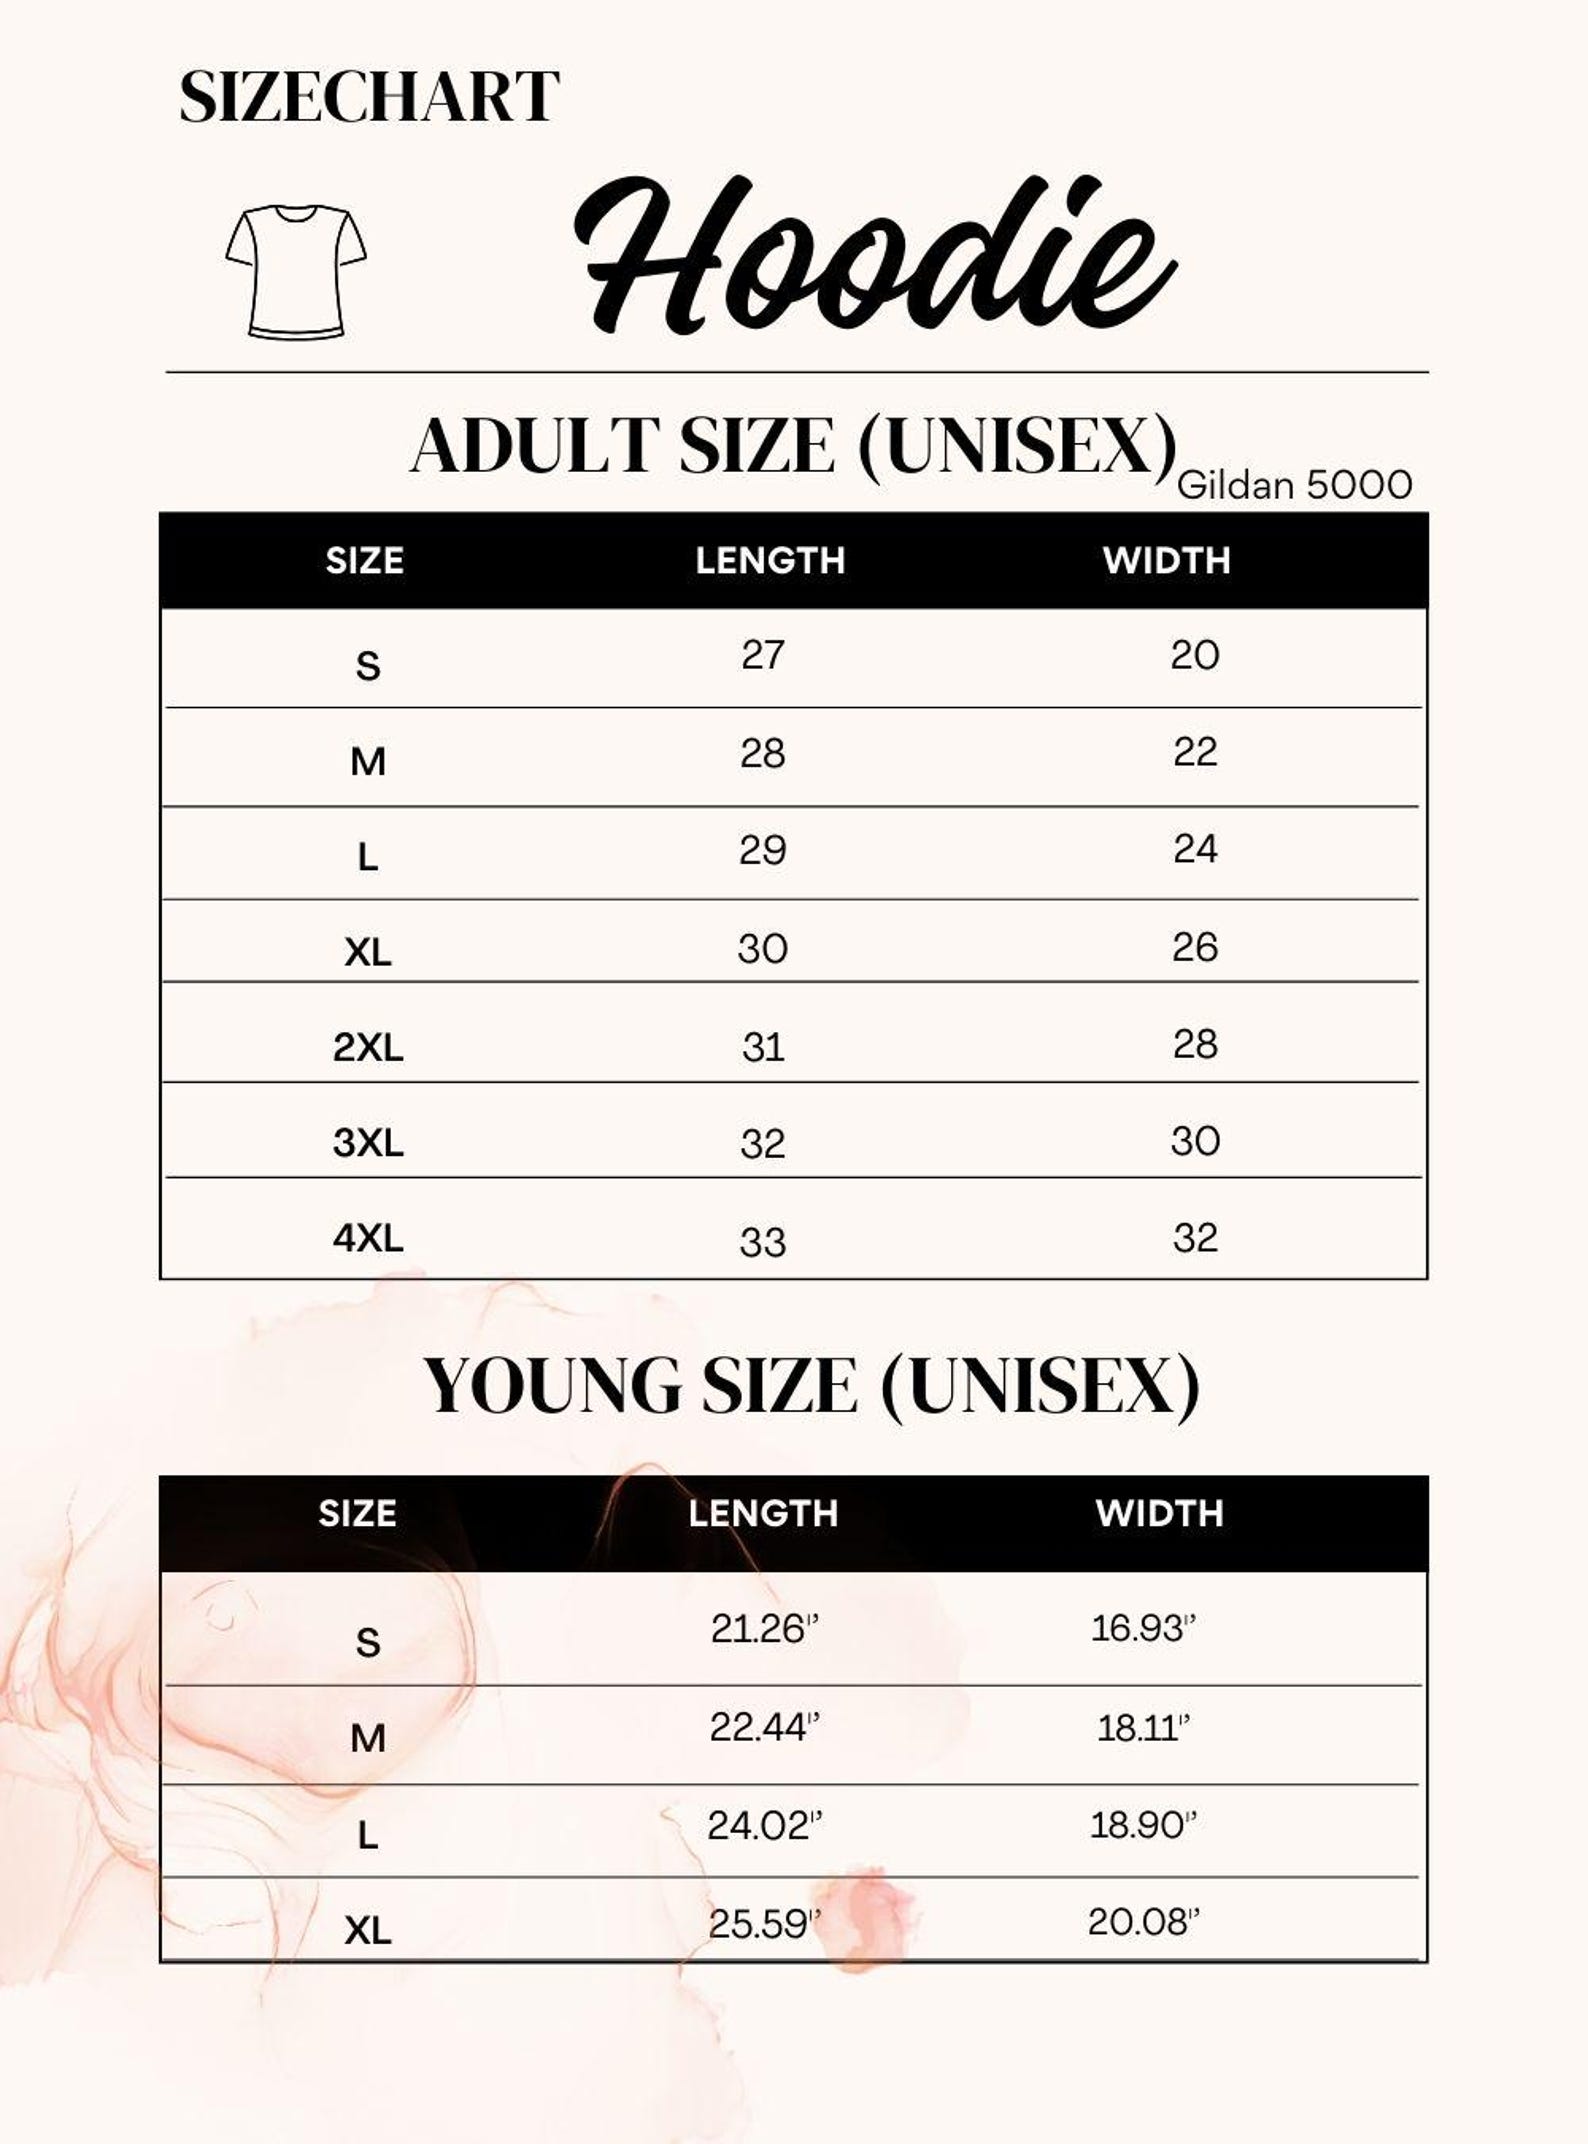 SIZECHART
Hoodie
ADULT SIZE (UNISEX)
Gildan 5000
SIZE LENGTH WIDTH
S 27 20
M 28 22
L 29 24
XL 30 26
2XL 31 28
3XL 32 30
4XL 33 32
YOUNG SIZE (UNISEX)
SIZE LENGTH WIDTH
S 21.26" 16.93"
M 22.44" 18.11"
L 24.02" 18.90"
XL 25.59" 20.08"